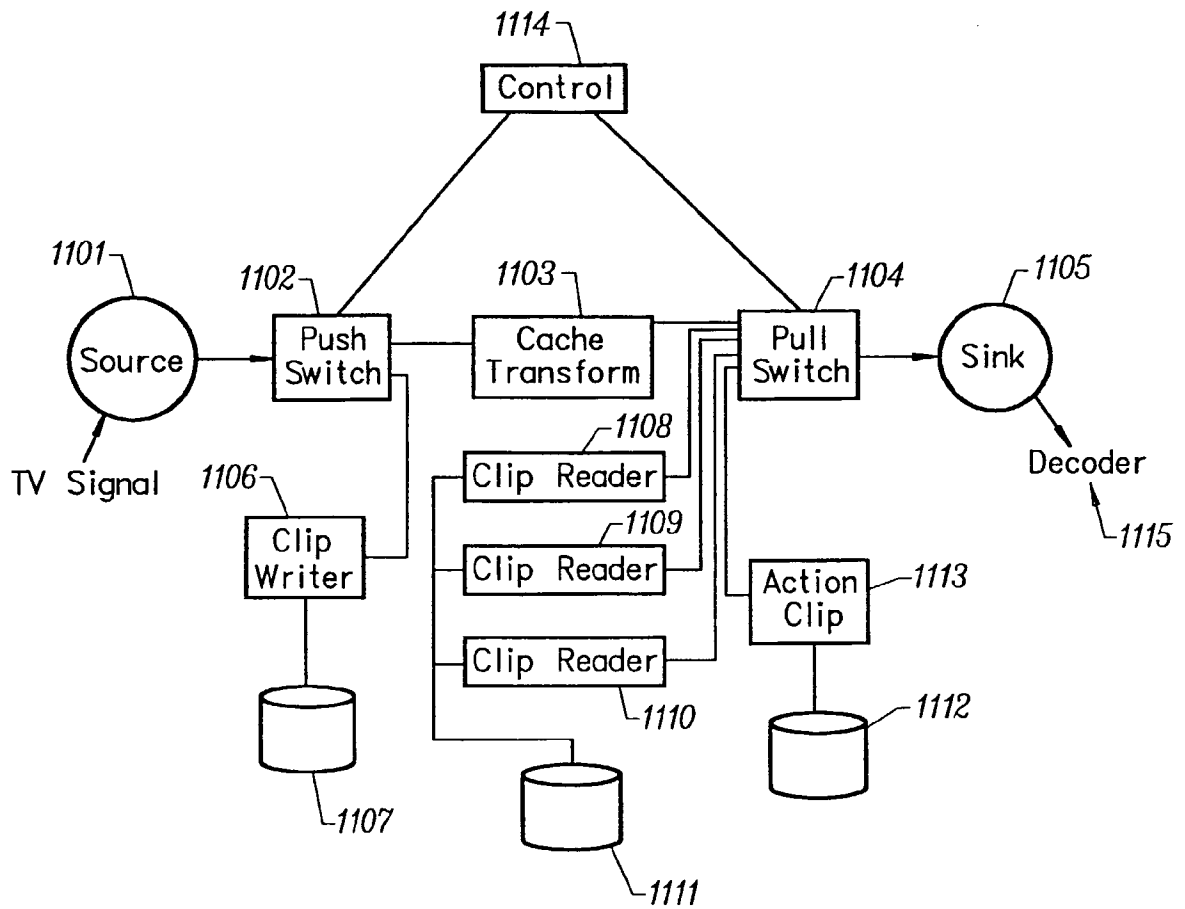 1114
Control
1101
1102
1103
1104
1105
Source
Push
Switch
Cache
Transform
Pull
Switch
Sink
TV Signal
1106
1108
Clip Reader
Decoder
1115
Clip
Writer
1109
Clip Reader
Action
Clip
1113
Clip Reader
1110
1107
1112
1111